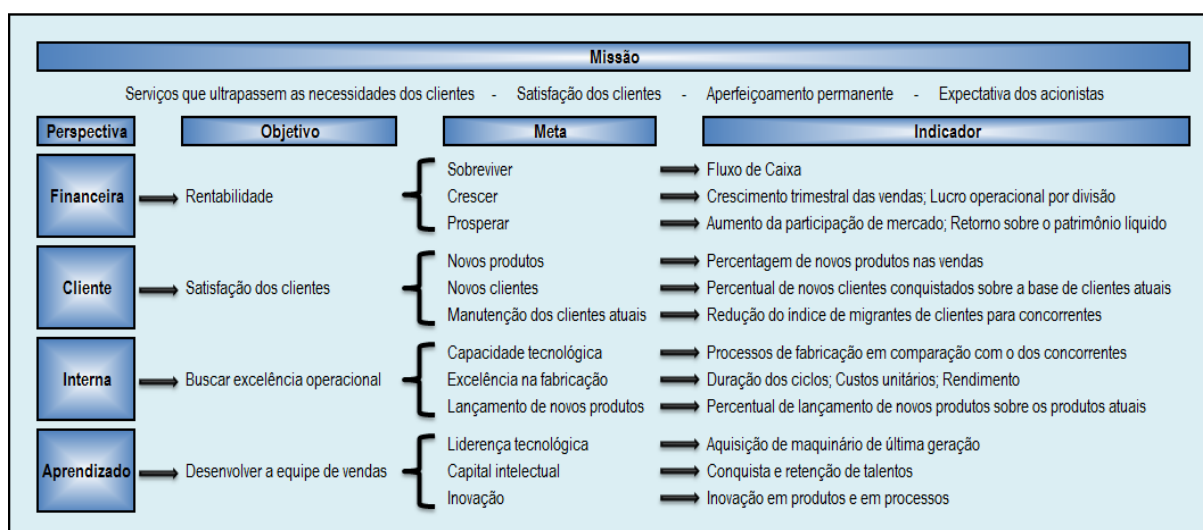 Missão
Serviços que ultrapassem as necessidades dos clientes - Satisfação dos clientes - Aperfeiçoamento permanente - Expectativa dos acionistas
Perspectiva Objetivo Meta Indicador
Financeira Rentabilidade
Sobreviver Fluxo de Caixa
Crescer Crescimento trimestral das vendas; Lucro operacional por divisão
Prosperar Aumento da participação de mercado; Retorno sobre o patrimônio líquido
Cliente Satisfação dos clientes
Novos produtos Percentagem de novos produtos nas vendas
Novos clientes Percentual de novos clientes conquistados sobre a base de clientes atuais
Manutenção dos clientes atuais Redução do índice de migrantes de clientes para concorrentes
Interna Buscar excelência operacional
Capacidade tecnológica Processos de fabricação em comparação com o dos concorrentes
Excelência na fabricação Duração dos ciclos; Custos unitários; Rendimento
Lançamento de novos produtos Percentual de lançamento de novos produtos sobre os produtos atuais
Aprendizado Desenvolver a equipe de vendas
Liderença tecnológica Aquisição de maquinário de última geração
Capital intelectual Conquista e retenção de talentos
Inovação Inovação em produtos e em processos